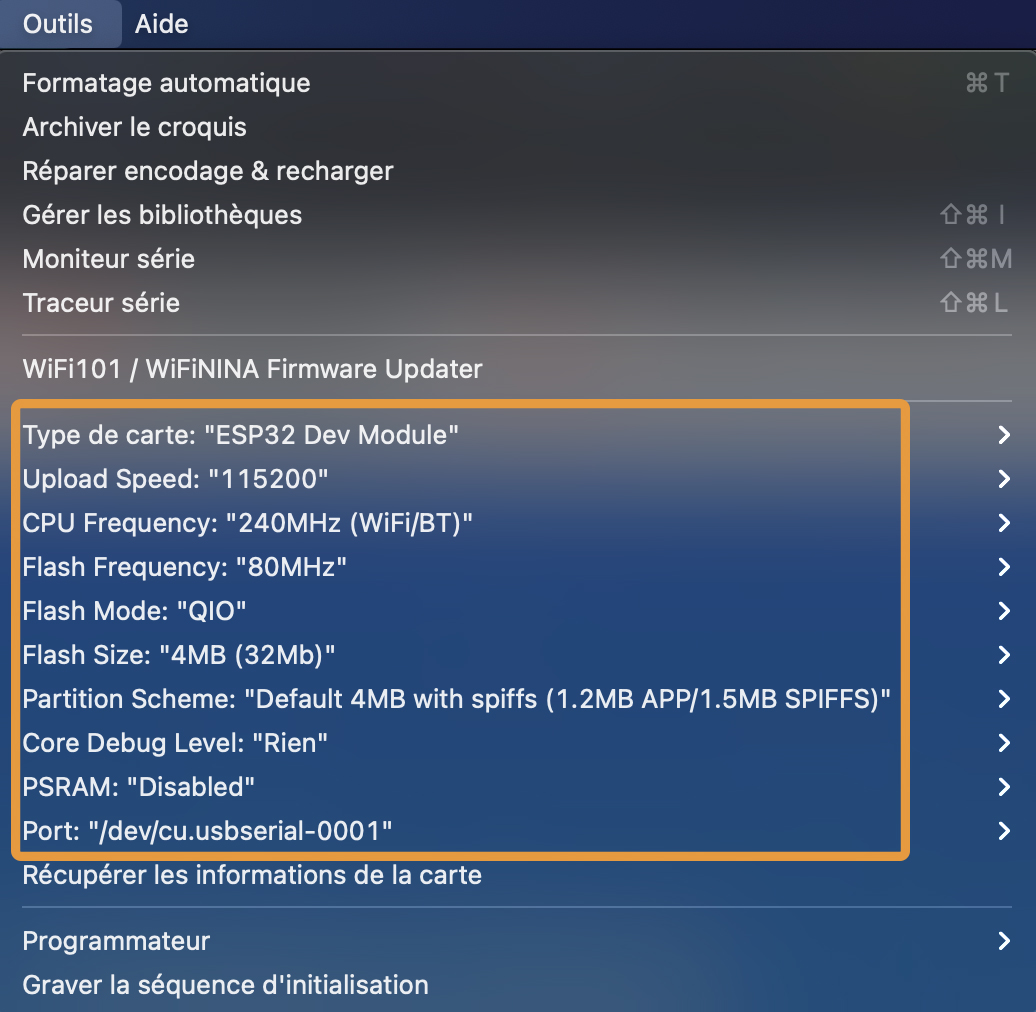 Outils Aide
Formatage automatique ⌘T
Archiver le croquis
Réparer encodage & recharger
Gérer les bibliothèques ⇧⌘I
Moniteur série ⇧⌘M
Traceur série ⇧⌘L
WiFi101 / WiFiNINA Firmware Updater
Type de carte: "ESP32 Dev Module"
Upload Speed: "115200"
CPU Frequency: "240MHz (WiFi/BT)"
Flash Frequency: "80MHz"
Flash Mode: "QIO"
Flash Size: "4MB (32Mb)"
Partition Scheme: "Default 4MB with spiffs (1.2MB APP/1.5MB SPIFFS)"
Core Debug Level: "Rien"
PSRAM: "Disabled"
Port: "/dev/cu.usbserial-0001"
Récupérer les informations de la carte
Programmateur
Graver la séquence d'initialisation